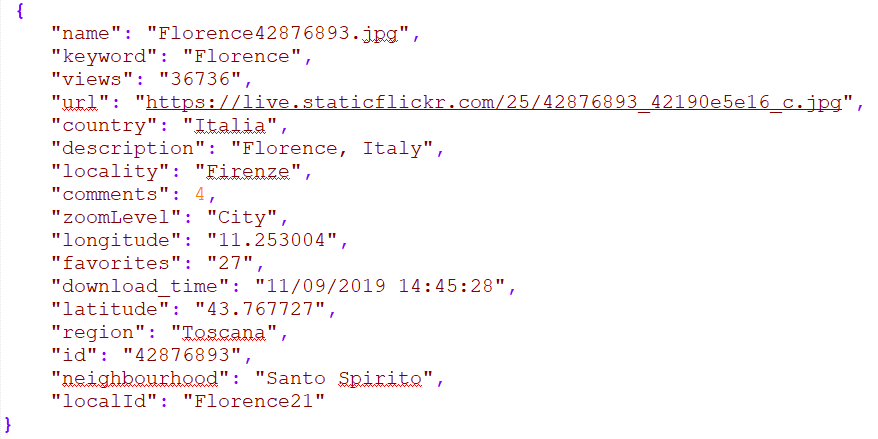 {
"name": "Florence42876893.jpg",
"keyword": "Florence",
"views": "36736",
"url": "https://live.staticflickr.com/25/42876893_42190e5e16_c.jpg",
"country": "Italia",
"description": "Florence, Italy",
"locality": "Firenze",
"comments": 4,
"zoomLevel": "City",
"longitude": "11.253004",
"favorites": "27",
"download_time": "11/09/2019 14:45:28",
"latitude": "43.767727",
"region": "Toscana",
"id": "42876893",
"neighbourhood": "Santo Spirito",
"localId": "Florence21"
}